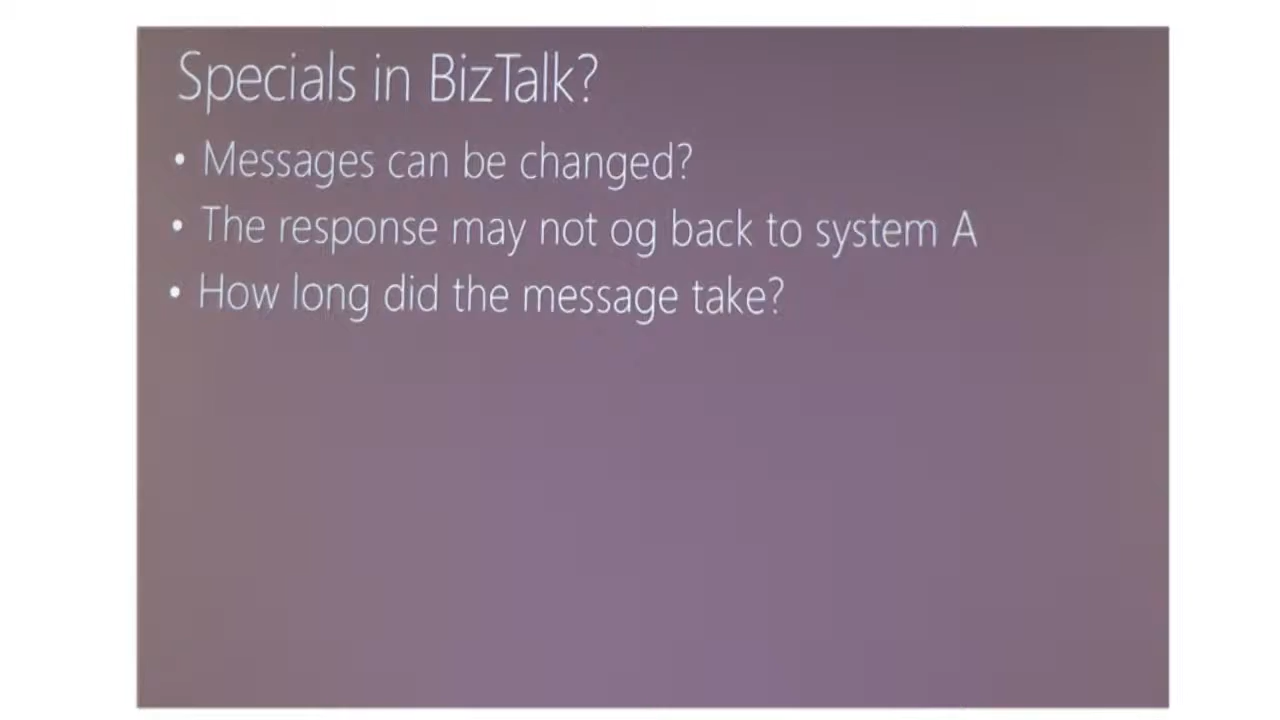 Specials in BizTalk?
• Messages can be changed?
• The response may not og back to system A
• How long did the message take?